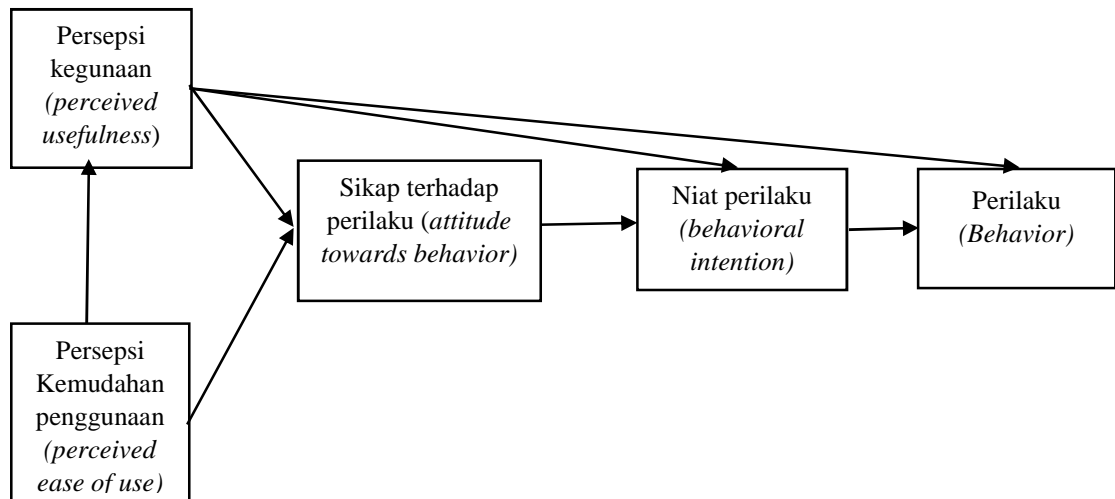 Persepsi
kegunaan
(perceived
usefulness)
Sikap terhadap
perilaku (attitude
towards behavior)
Niat perilaku
(behavioral
intention)
Perilaku
(Behavior)
Persepsi
Kemudahan
penggunaan
(perceived
ease of use)